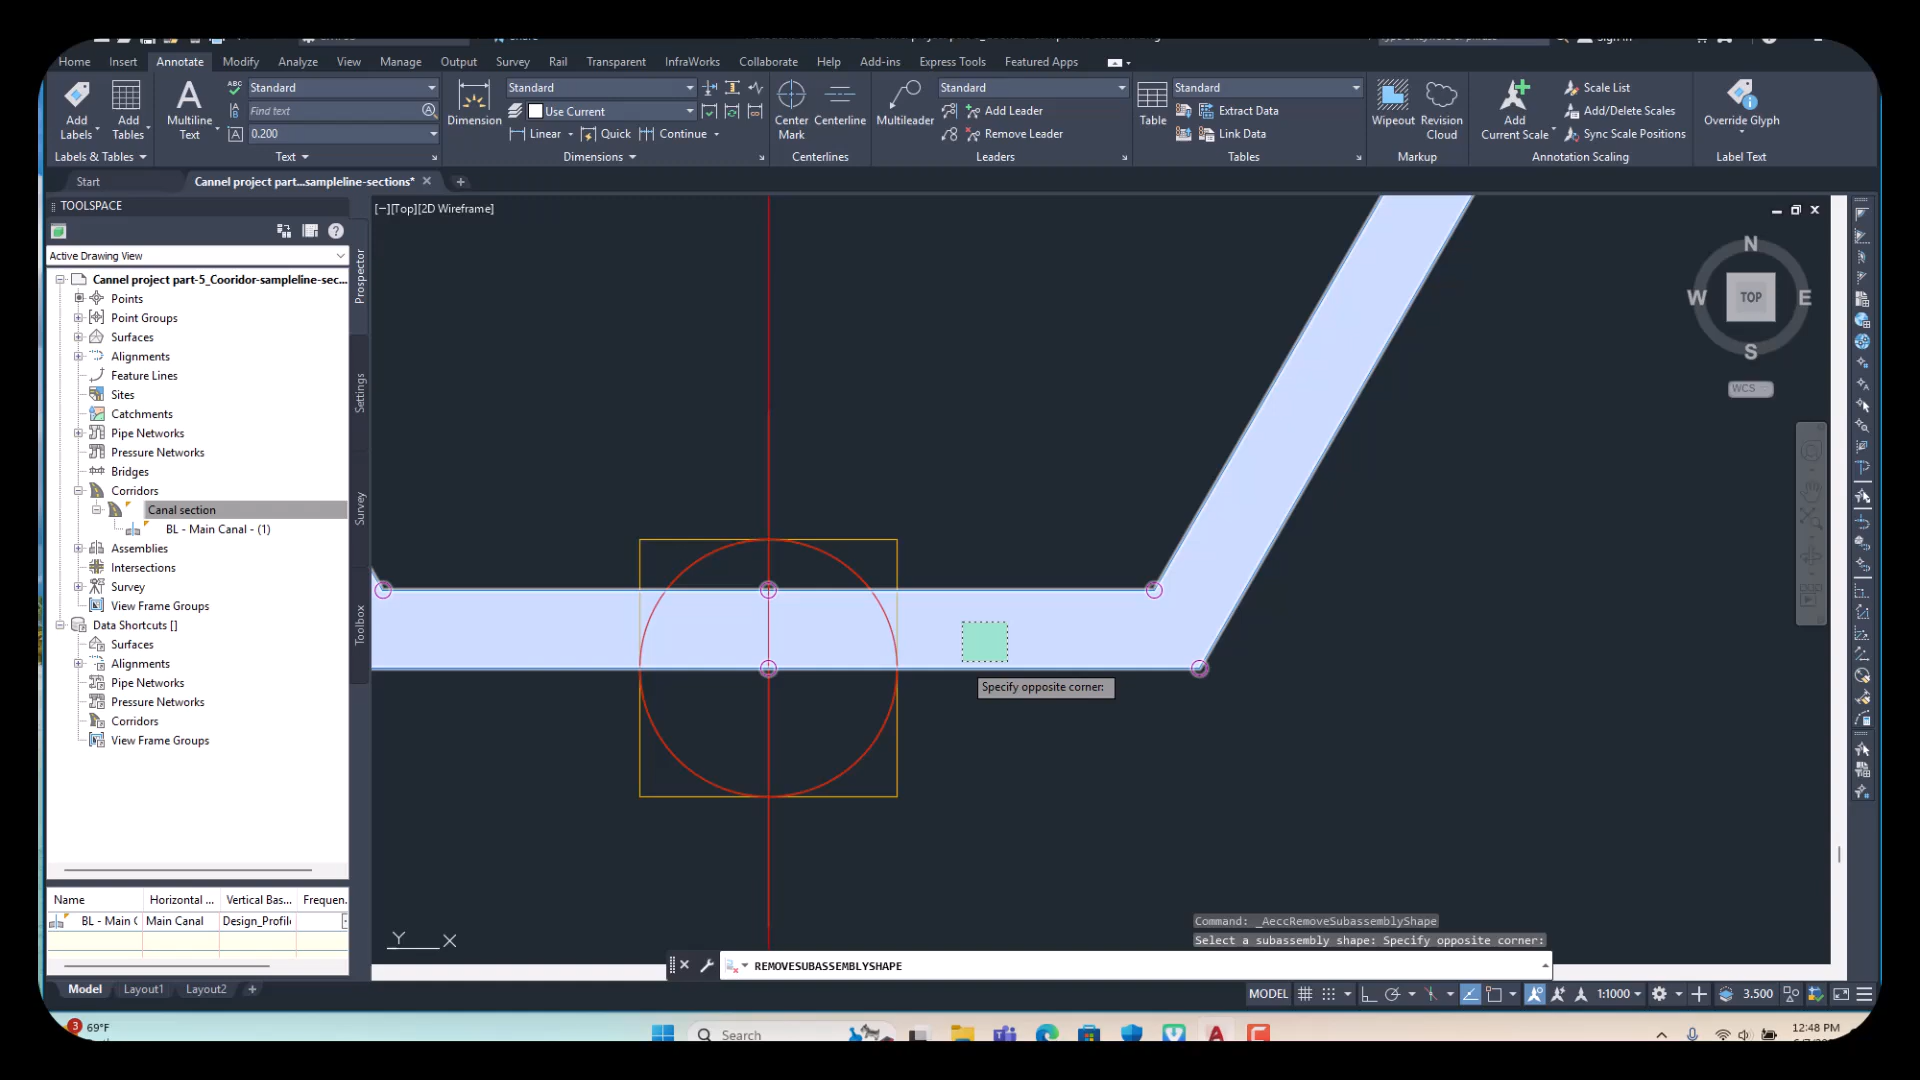 Home Insert Annotate Modify Analyze View Manage Output Survey Rail Transparent InfraWorks Collaborate Help Add-ins Express Tools Featured Apps
Add Labels
Add Tables
Labels & Tables
Multiline Text
ABC
Standard
Find text
0.200
Text
Dimension
Standard
Use Current
Linear Quick Continue
Dimensions
Center Mark
Centerline
Centerlines
Multileader
Standard
Add Leader
Remove Leader
Leaders
Table
Standard
Extract Data
Link Data
Tables
Wipeout
Revision Cloud
Markup
Add Current Scale
Scale List
Add/Delete Scales
Sync Scale Positions
Annotation Scaling
Override Glyph
Label Text
Start
Cannel project part...sampleline-sections*
TOOLSPACE
Active Drawing View
Cannel project part-5_Cooridor-sampleline-sec...
Points
Point Groups
Surfaces
Alignments
Feature Lines
Sites
Catchments
Pipe Networks
Pressure Networks
Bridges
Corridors
Canal section
BL - Main Canal - (1)
Assemblies
Intersections
Survey
View Frame Groups
Data Shortcuts []
Surfaces
Alignments
Pipe Networks
Pressure Networks
Corridors
View Frame Groups
Prospector
Settings
Survey
Toolbox
Name Horizontal ... Vertical Bas... Frequen.
BL - Main ( Main Canal Design_Profil
[−][Top][2D Wireframe]
N
W TOP E
S
WCS
Specify opposite corner:
Y X
Command: _AeccRemoveSubassemblyShape
Select a subassembly shape: Specify opposite corner:
REMOVESUBASSEMBLYSHAPE
Model Layout1 Layout2
MODEL
1:1000
3.500
3
69°F
Search
12:48 PM